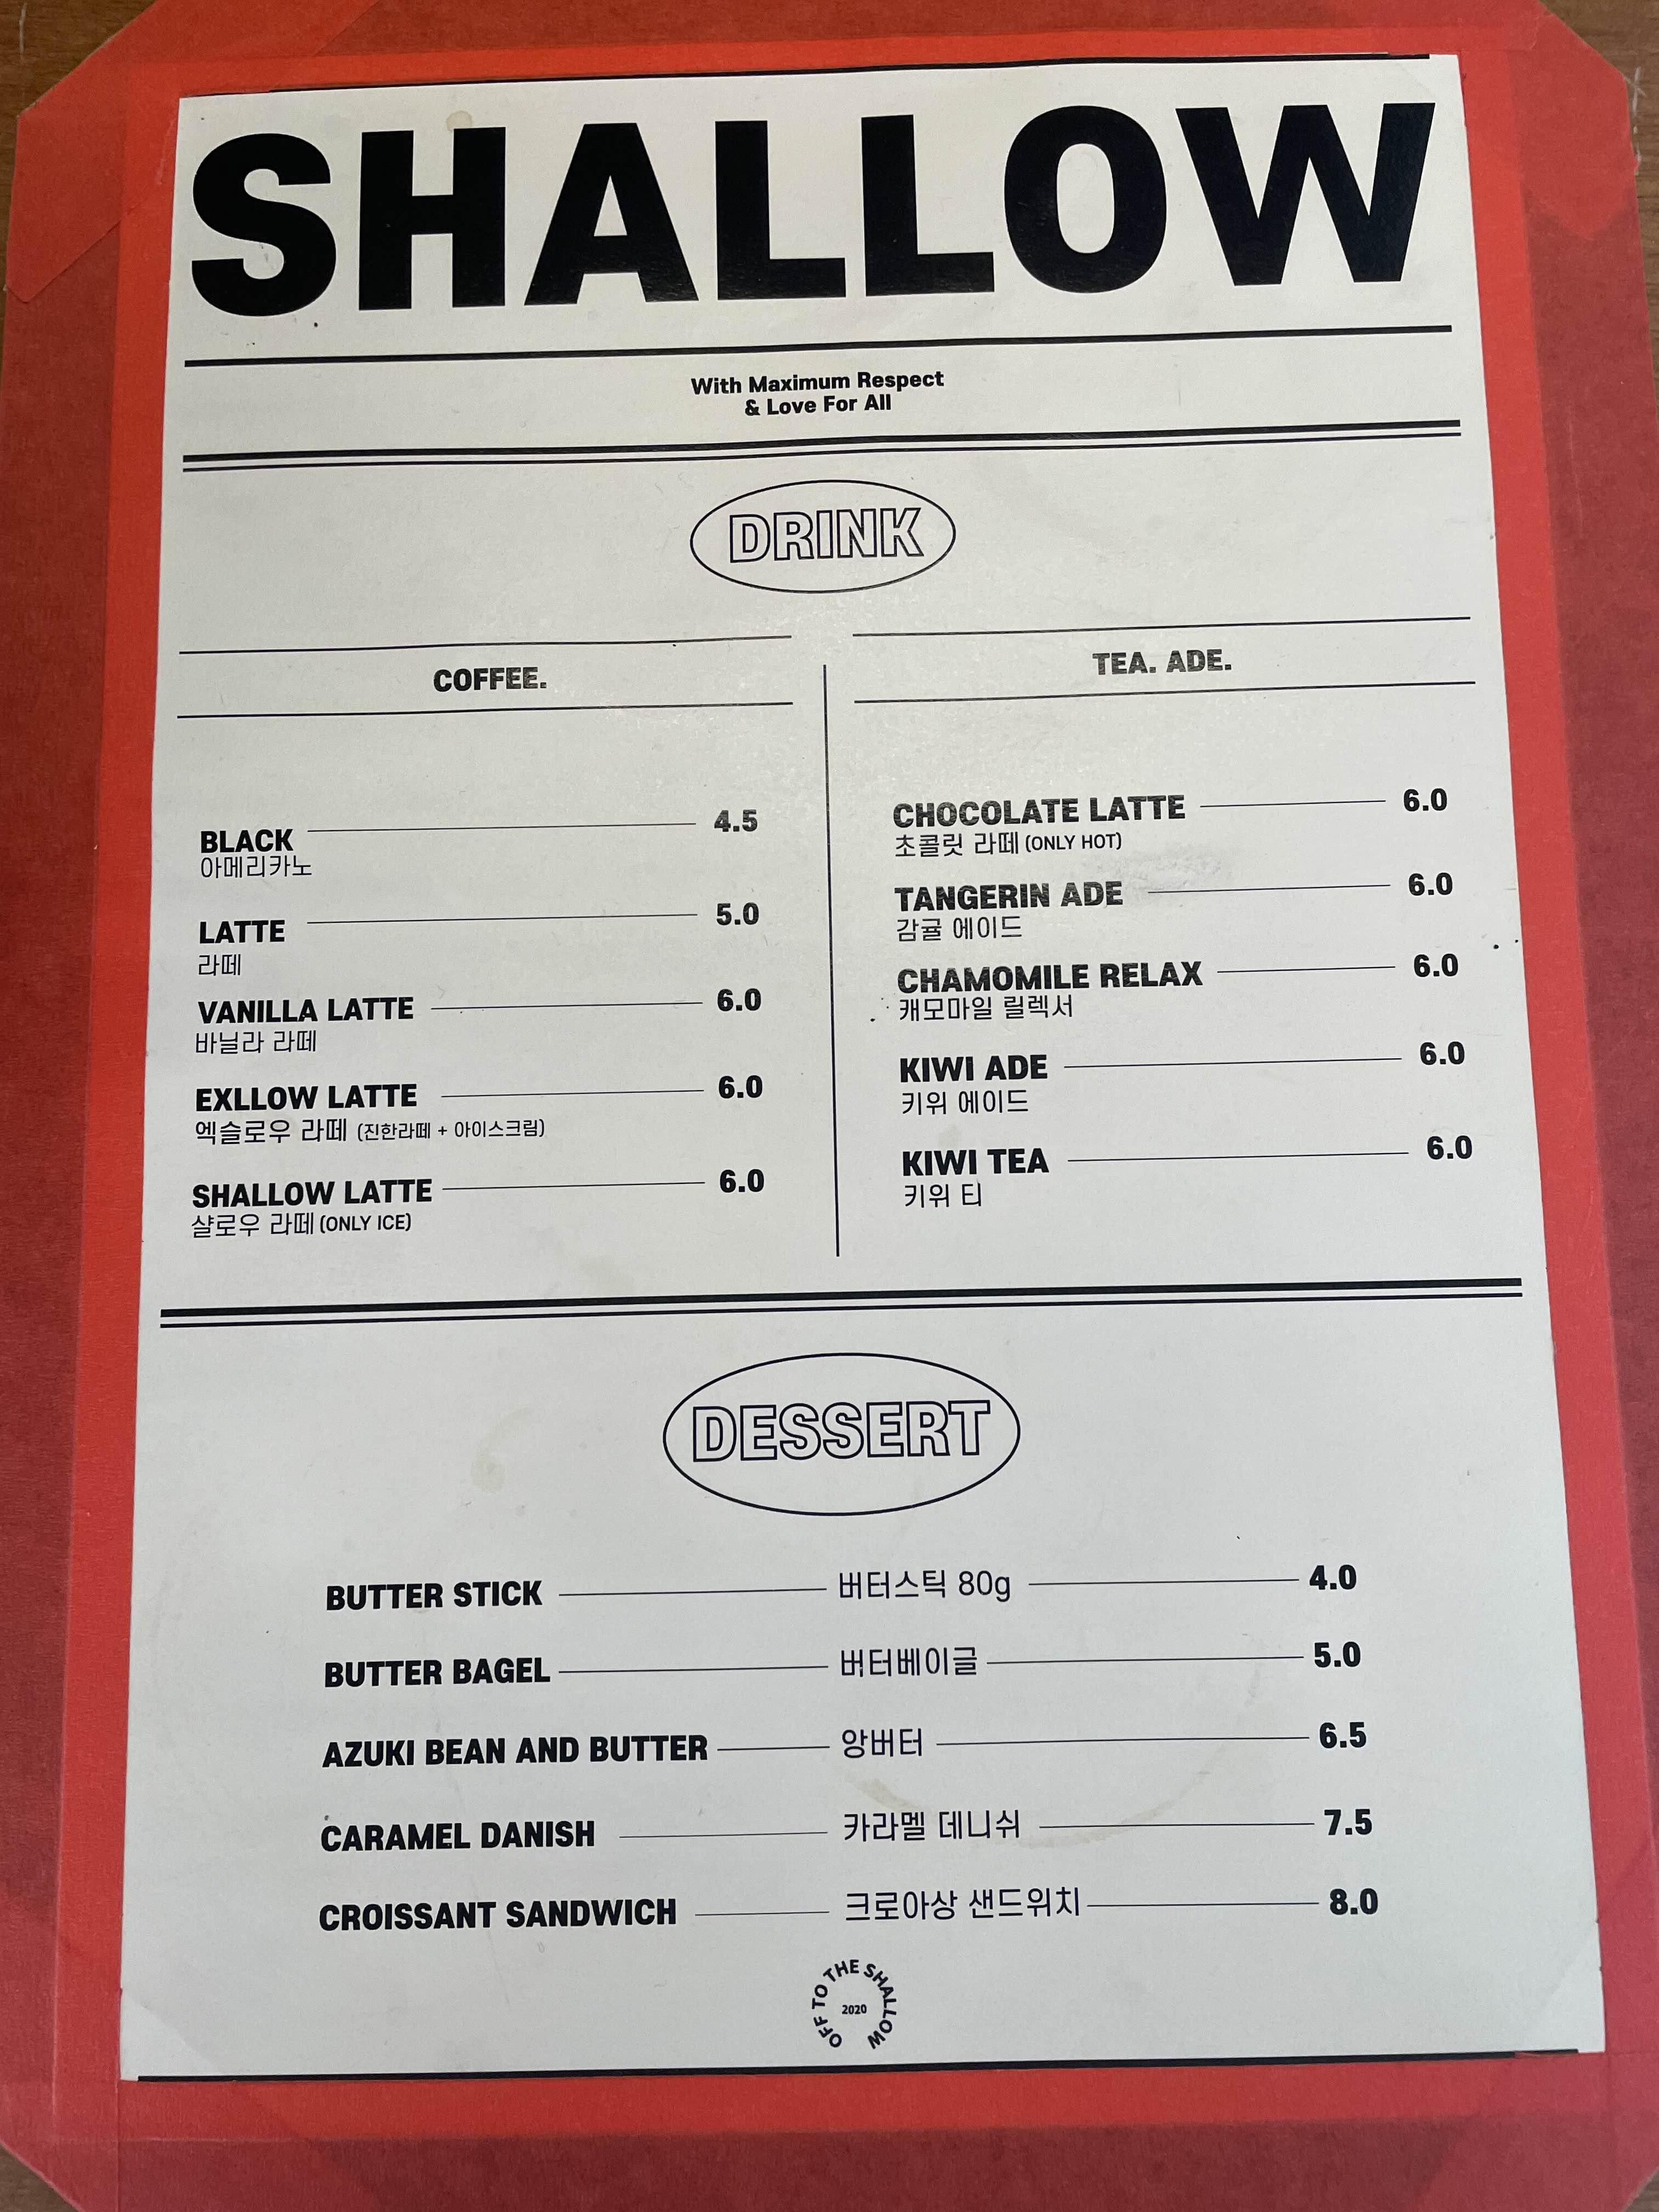 SHALLOW
With Maximum Respect
& Love For All
DRINK
COFFEE.
BLACK 4.5
아메리카노
LATTE 5.0
라떼
VANILLA LATTE 6.0
바닐라 라떼
EXLLOW LATTE 6.0
엑슬로우 라떼 (진한라떼 + 아이스크림)
SHALLOW LATTE 6.0
샬로우 라떼 (ONLY ICE)
TEA. ADE.
CHOCOLATE LATTE 6.0
초콜릿 라떼 (ONLY HOT)
TANGERIN ADE 6.0
감귤 에이드
CHAMOMILE RELAX 6.0
캐모마일 릴렉서
KIWI ADE 6.0
키위 에이드
KIWI TEA 6.0
키위 티
DESSERT
BUTTER STICK 버터스틱 80g 4.0
BUTTER BAGEL 버터베이글 5.0
AZUKI BEAN AND BUTTER 앙버터 6.5
CARAMEL DANISH 카라멜 데니쉬 7.5
CROISSANT SANDWICH 크로아상 샌드위치 8.0
OFF TO THE SHALLOW
2020